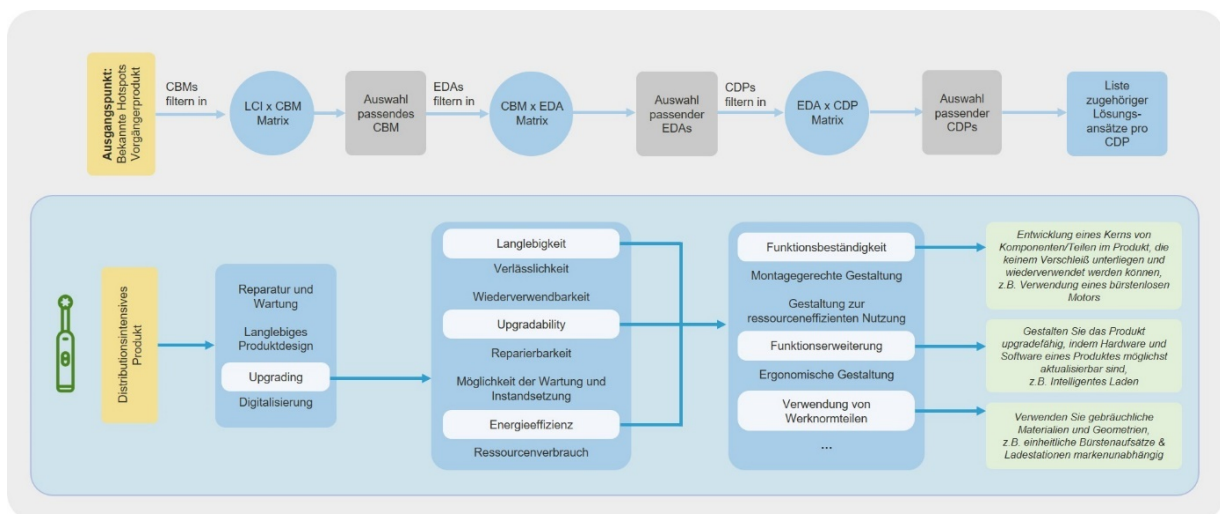 Ausgangspunkt:
Bekannte Hotspots
Vorgängerprodukt
CBMs
filtern in
LCI x CBM
Matrix
Auswahl
passendes
CBM
EDAs
filtern in
CBM x EDA
Matrix
Auswahl
passender
EDAs
CDPs
filtern in
EDA x CDP
Matrix
Auswahl
passender
CDPs
Liste
zugehöriger
Lösungs-
ansätze pro
CDP
Distributionsintensives
Produkt
Reparatur und
Wartung
Langlebiges
Produktdesign
Upgrading
Digitalisierung
Langlebigkeit
Verlässlichkeit
Wiederverwendbarkeit
Upgradability
Reparierbarkeit
Möglichkeit der Wartung und
Instandsetzung
Energieeffizienz
Ressourcenverbrauch
Funktionsbeständigkeit
Montagegerechte Gestaltung
Gestaltung zur
ressourceneffizienten Nutzung
Funktionserweiterung
Ergonomische Gestaltung
Verwendung von
Werknormteilen
...
Entwicklung eines Kerns von
Komponenten/Teilen im Produkt, die
keinem Verschleiß unterliegen und
wiederverwendet werden können,
z.B. Verwendung eines bürstenlosen
Motors
Gestalten Sie das Produkt
upgradefähig, indem Hardware und
Software eines Produktes möglichst
aktualisierbar sind,
z.B. Intelligentes Laden
Verwenden Sie gebräuchliche
Materialien und Geometrien,
z.B. einheitliche Bürstenaufsätze &
Ladestationen markenunabhängig